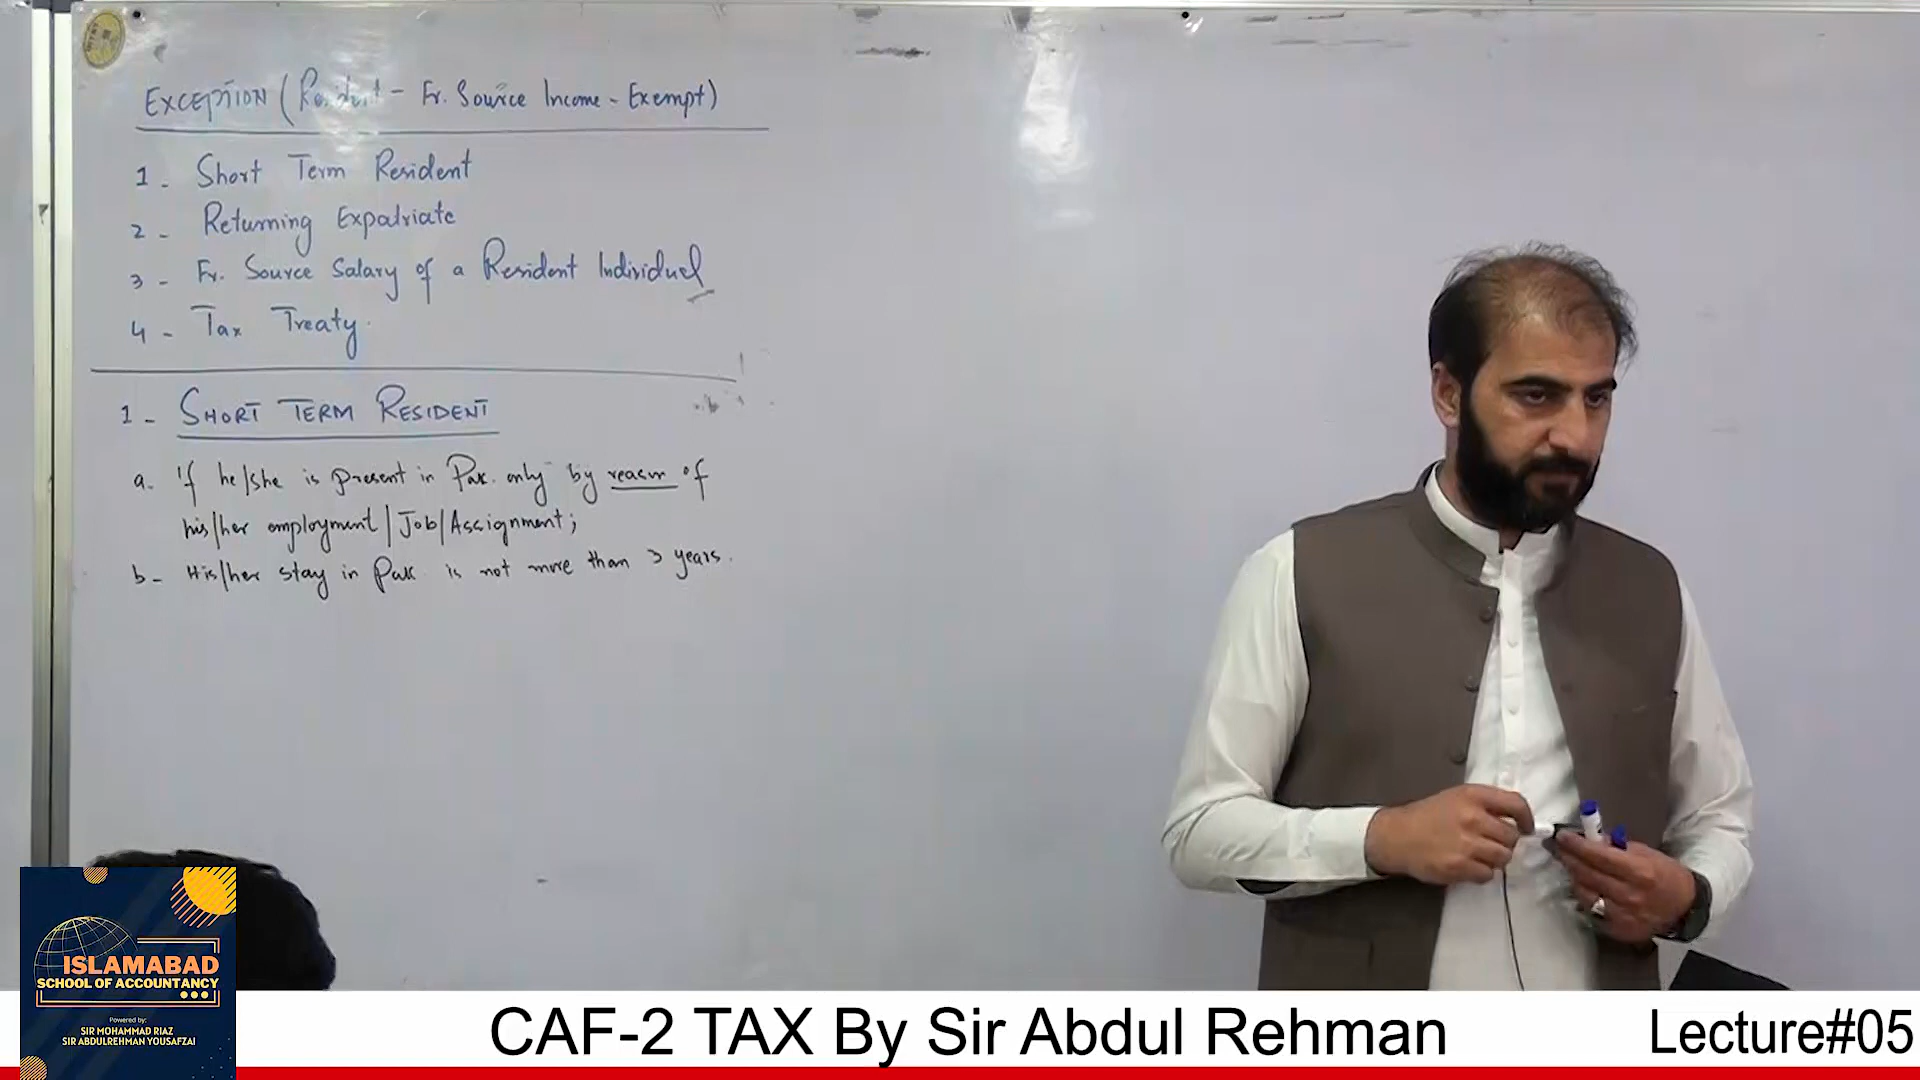 EXCEPTION (Resident - Fr. Source Income - Exempt)
1 - Short Term Resident
2 - Returning Expatriate
3 - Fr. Source Salary of a Resident Individual
4 - Tax Treaty.
1 - SHORT TERM RESIDENT
a. If he/she is present in Pak. only by reason of
his/her employment/Job/Assignment;
b - His/her stay in Pak. is not more than 3 years.
ISLAMABAD
SCHOOL OF ACCOUNTANCY
Powered by:
SIR MOHAMMAD RIAZ
SIR ABDULREHMAN YOUSAFZAI
CAF-2 TAX By Sir Abdul Rehman
Lecture#05